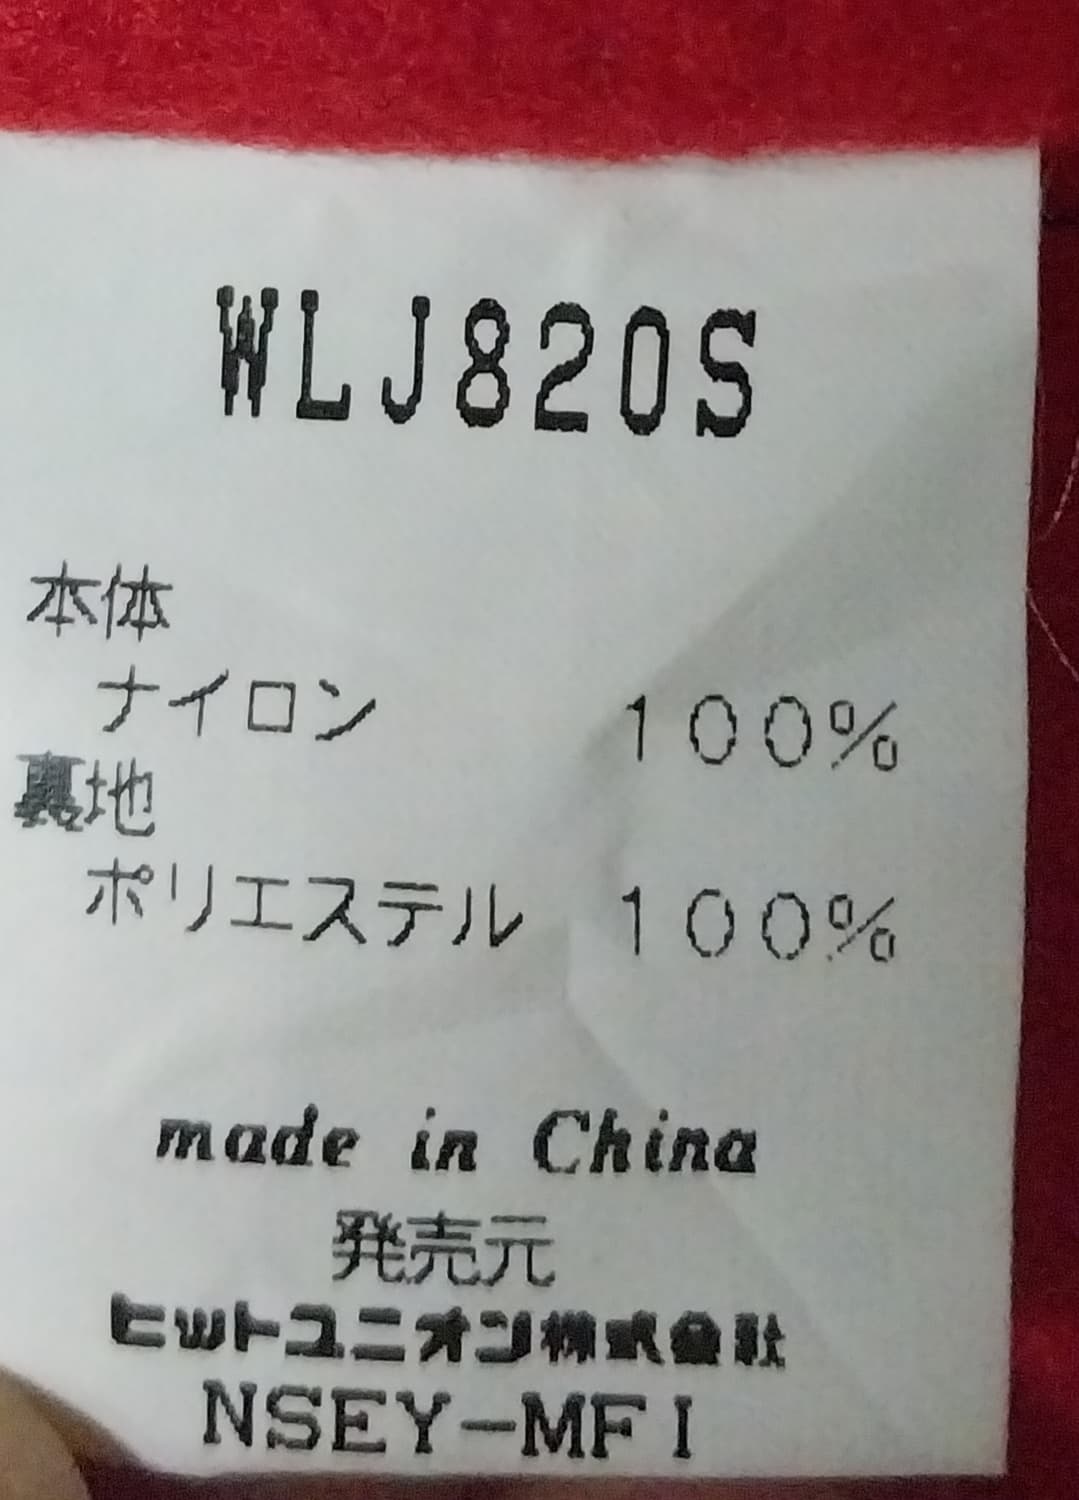 WLJ820S
本体
ナイロン 100%
裏地
ポリエステル 100%
made in China
発売元
ヒットユニオン株式会社
NSEY-MFI